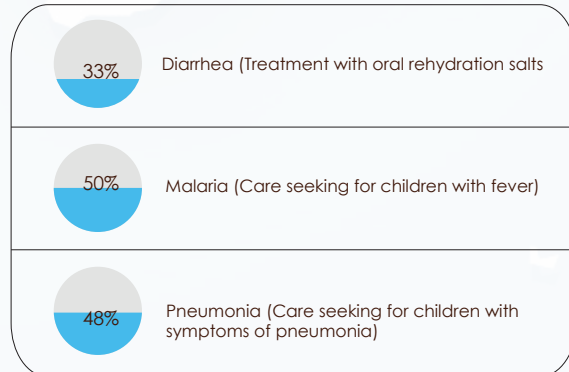 33%
Diarrhea (Treatment with oral rehydration salts
50%
Malaria (Care seeking for children with fever)
48%
Pneumonia (Care seeking for children with
symptoms of pneumonia)